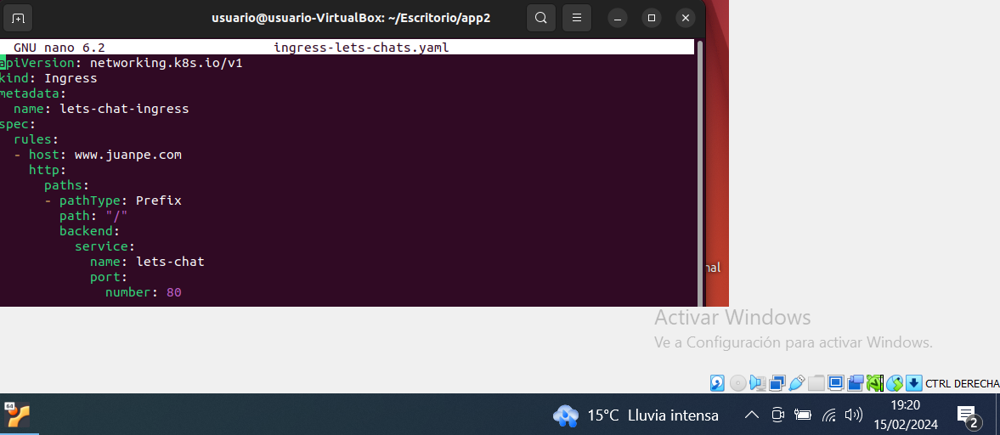 usuario@usuario-VirtualBox: ~/Escritorio/app2
GNU nano 6.2 ingress-lets-chats.yaml
apiVersion: networking.k8s.io/v1
kind: Ingress
metadata:
  name: lets-chat-ingress
spec:
  rules:
  - host: www.juanpe.com
    http:
      paths:
      - pathType: Prefix
        path: "/"
        backend:
          service:
            name: lets-chat
            port:
              number: 80
nal
Activar Windows
Ve a Configuración para activar Windows.
CTRL DERECHA
64
15°C Lluvia intensa
19:20
15/02/2024
2